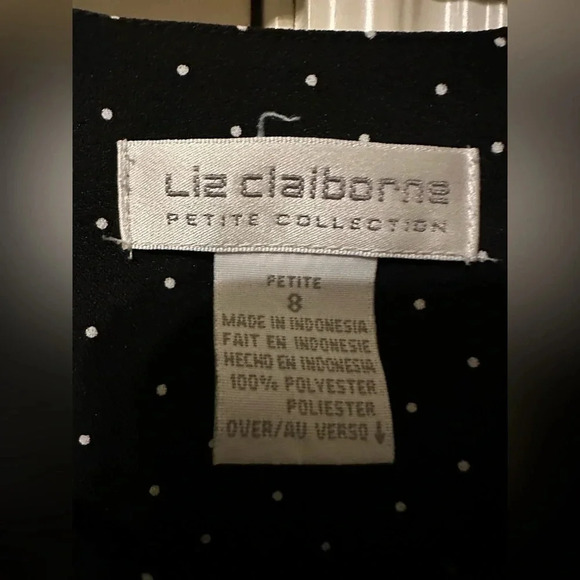 Liz claiborne
PETITE COLLECTION
PETITE
8
MADE IN INDONESIA
FAIT EN INDONESIE
HECHO EN INDONESIA
100% POLYESTER
POLIESTER
OVER/AU VERSO ↓